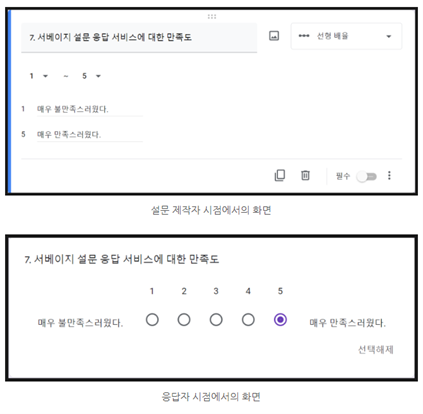 7. 서베이지 설문 응답 서비스에 대한 만족도
선형 배율
1 ~ 5
1 매우 불만족스러웠다.
5 매우 만족스러웠다.
필수
설문 제작자 시점에서의 화면
7. 서베이지 설문 응답 서비스에 대한 만족도
1 2 3 4 5
매우 불만족스러웠다. 매우 만족스러웠다.
선택해제
응답자 시점에서의 화면